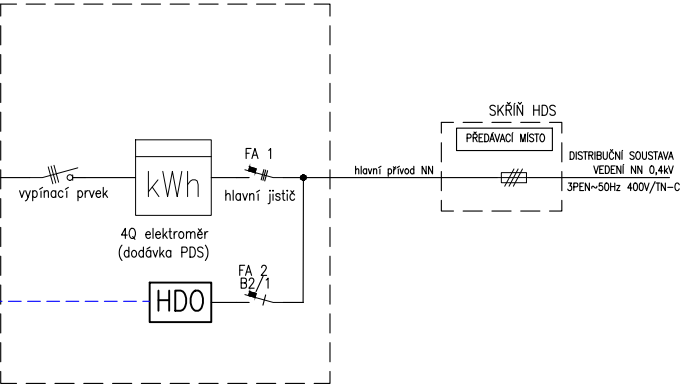 SKŘÍŇ HDS
PŘEDÁVACÍ MÍSTO
DISTRIBUČNÍ SOUSTAVA
VEDENÍ NN 0,4kV
3PEN~50Hz 400V/TN-C
hlavní přívod NN
FA 1
hlavní jistič
kWh
vypínací prvek
4Q elektroměr
(dodávka PDS)
FA 2
B2/1
HDO